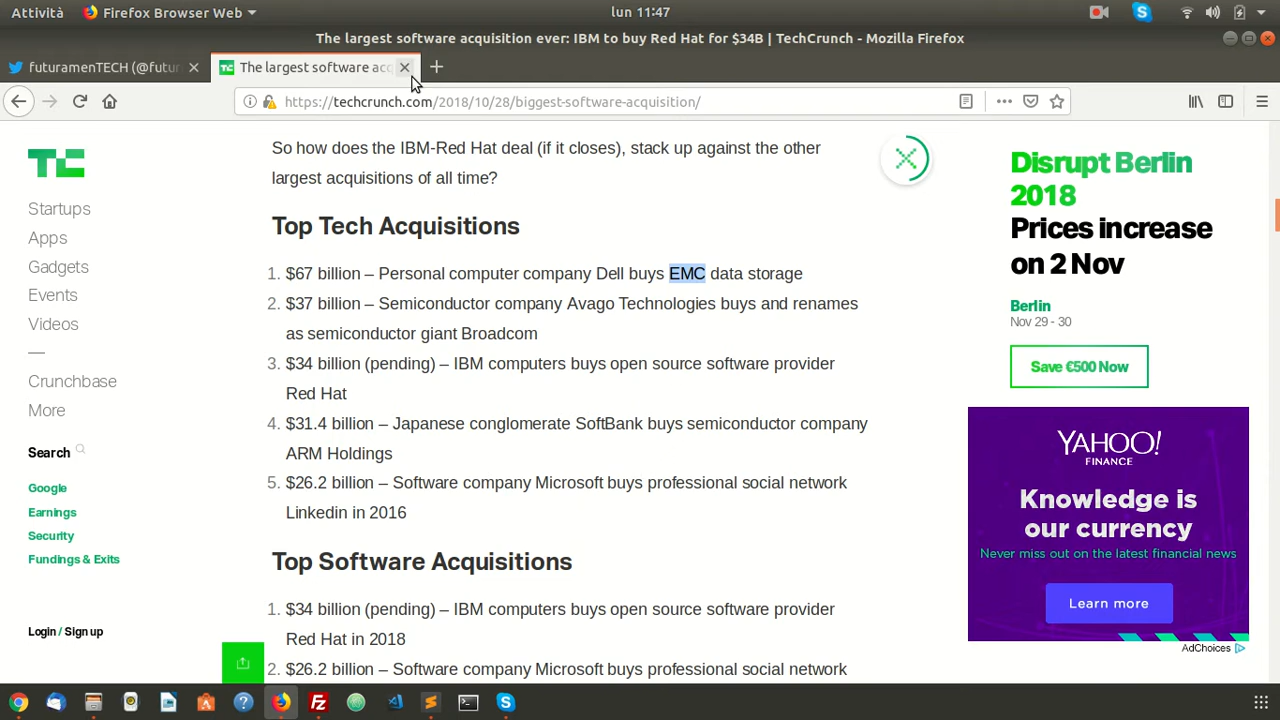 Attività
Firefox Browser Web
lun 11:47
The largest software acquisition ever: IBM to buy Red Hat for $34B | TechCrunch - Mozilla Firefox
futuramenTECH (@futur
The largest software acq
https://techcrunch.com/2018/10/28/biggest-software-acquisition/
TC
Startups
Apps
Gadgets
Events
Videos
—
Crunchbase
More
Search
Google
Earnings
Security
Fundings & Exits
Login / Sign up
So how does the IBM-Red Hat deal (if it closes), stack up against the other
largest acquisitions of all time?
Top Tech Acquisitions
1. $67 billion – Personal computer company Dell buys EMC data storage
2. $37 billion – Semiconductor company Avago Technologies buys and renames
as semiconductor giant Broadcom
3. $34 billion (pending) – IBM computers buys open source software provider
Red Hat
4. $31.4 billion – Japanese conglomerate SoftBank buys semiconductor company
ARM Holdings
5. $26.2 billion – Software company Microsoft buys professional social network
Linkedin in 2016
Top Software Acquisitions
1. $34 billion (pending) – IBM computers buys open source software provider
Red Hat in 2018
2. $26.2 billion – Software company Microsoft buys professional social network
Disrupt Berlin
2018
Prices increase
on 2 Nov
Berlin
Nov 29 - 30
Save €500 Now
YAHOO!
FINANCE
Knowledge is
our currency
Never miss out on the latest financial news
Learn more
AdChoices